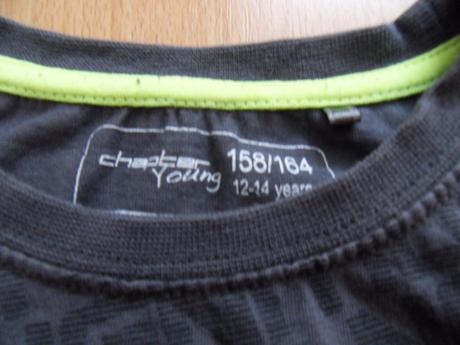 chapter
young
158/164
12-14 years